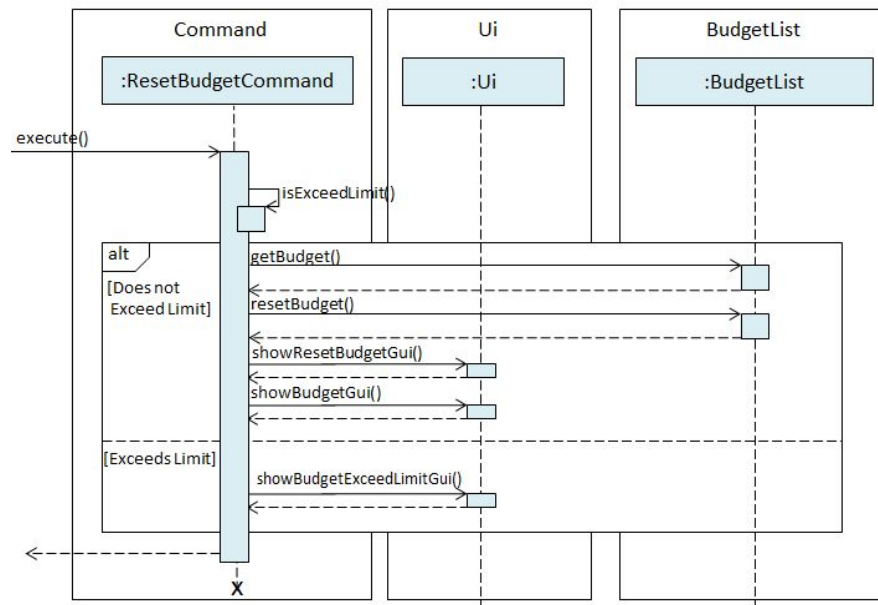 Command
Ui
BudgetList
:ResetBudgetCommand
:Ui
:BudgetList
execute()
isExceedLimit()
alt
getBudget()
[Does not
Exceed Limit]
resetBudget()
showResetBudgetGui()
showBudgetGui()
[Exceeds Limit]
showBudgetExceedLimitGui()
X